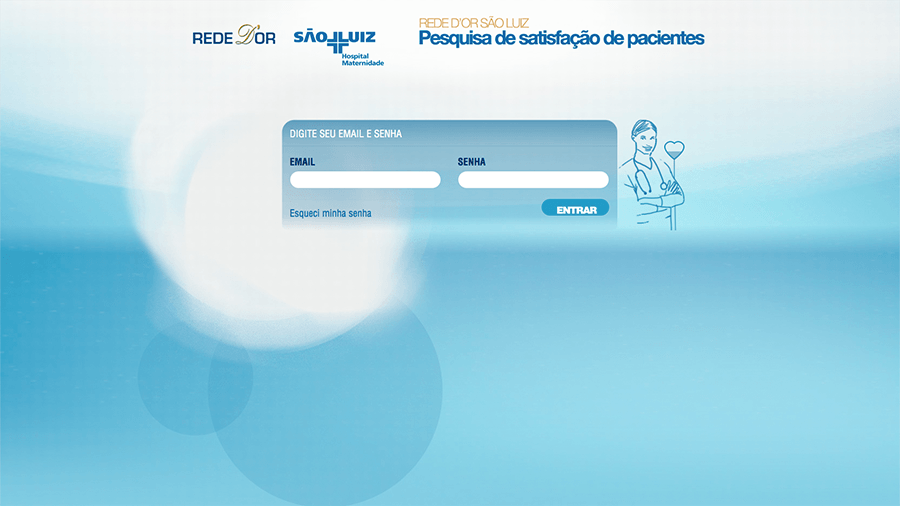 REDE D'OR
SÃO LUIZ
Hospital
Maternidade
REDE D'OR SÃO LUIZ
Pesquisa de satisfação de pacientes
DIGITE SEU EMAIL E SENHA
EMAIL
SENHA
Esqueci minha senha
ENTRAR